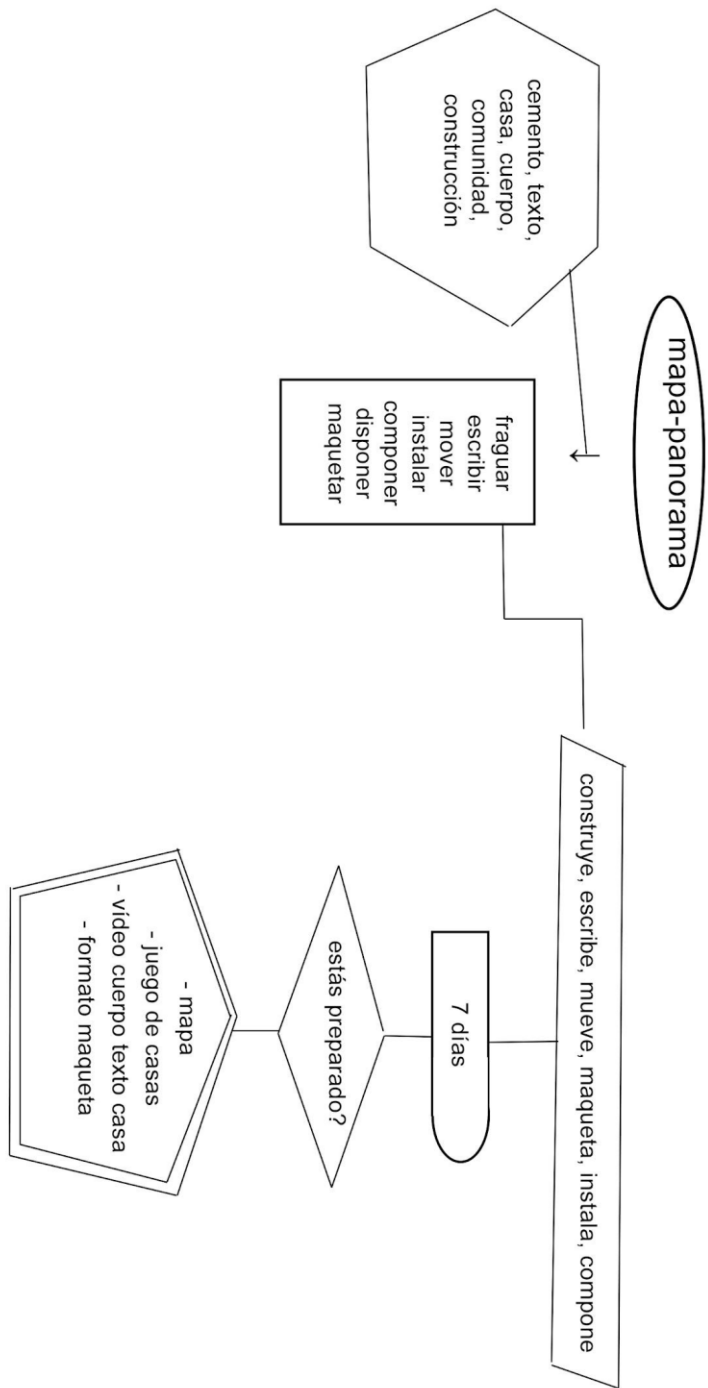 mapa-panorama
cemento, texto,
casa, cuerpo,
comunidad,
construcción
fraguar
escribir
mover
instalar
componer
disponer
maquetar
construye, escribe, mueve, maqueta, instala, compone
7 días
estás preparado?
- mapa
- juego de casas
- vídeo cuerpo texto casa
- formato maqueta